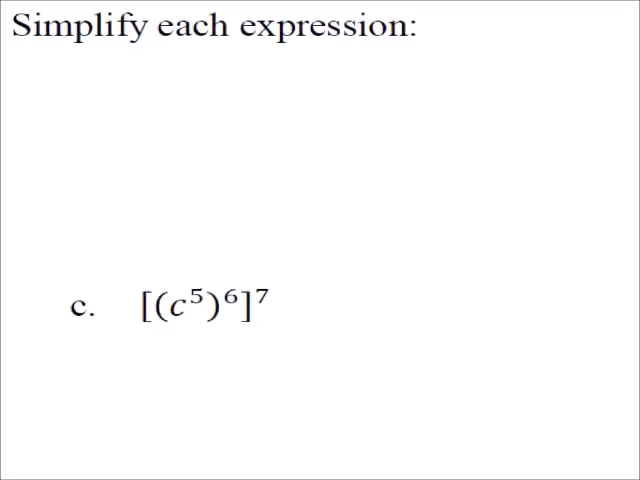 Simplify each expression:
c. [(c⁵)⁶]⁷